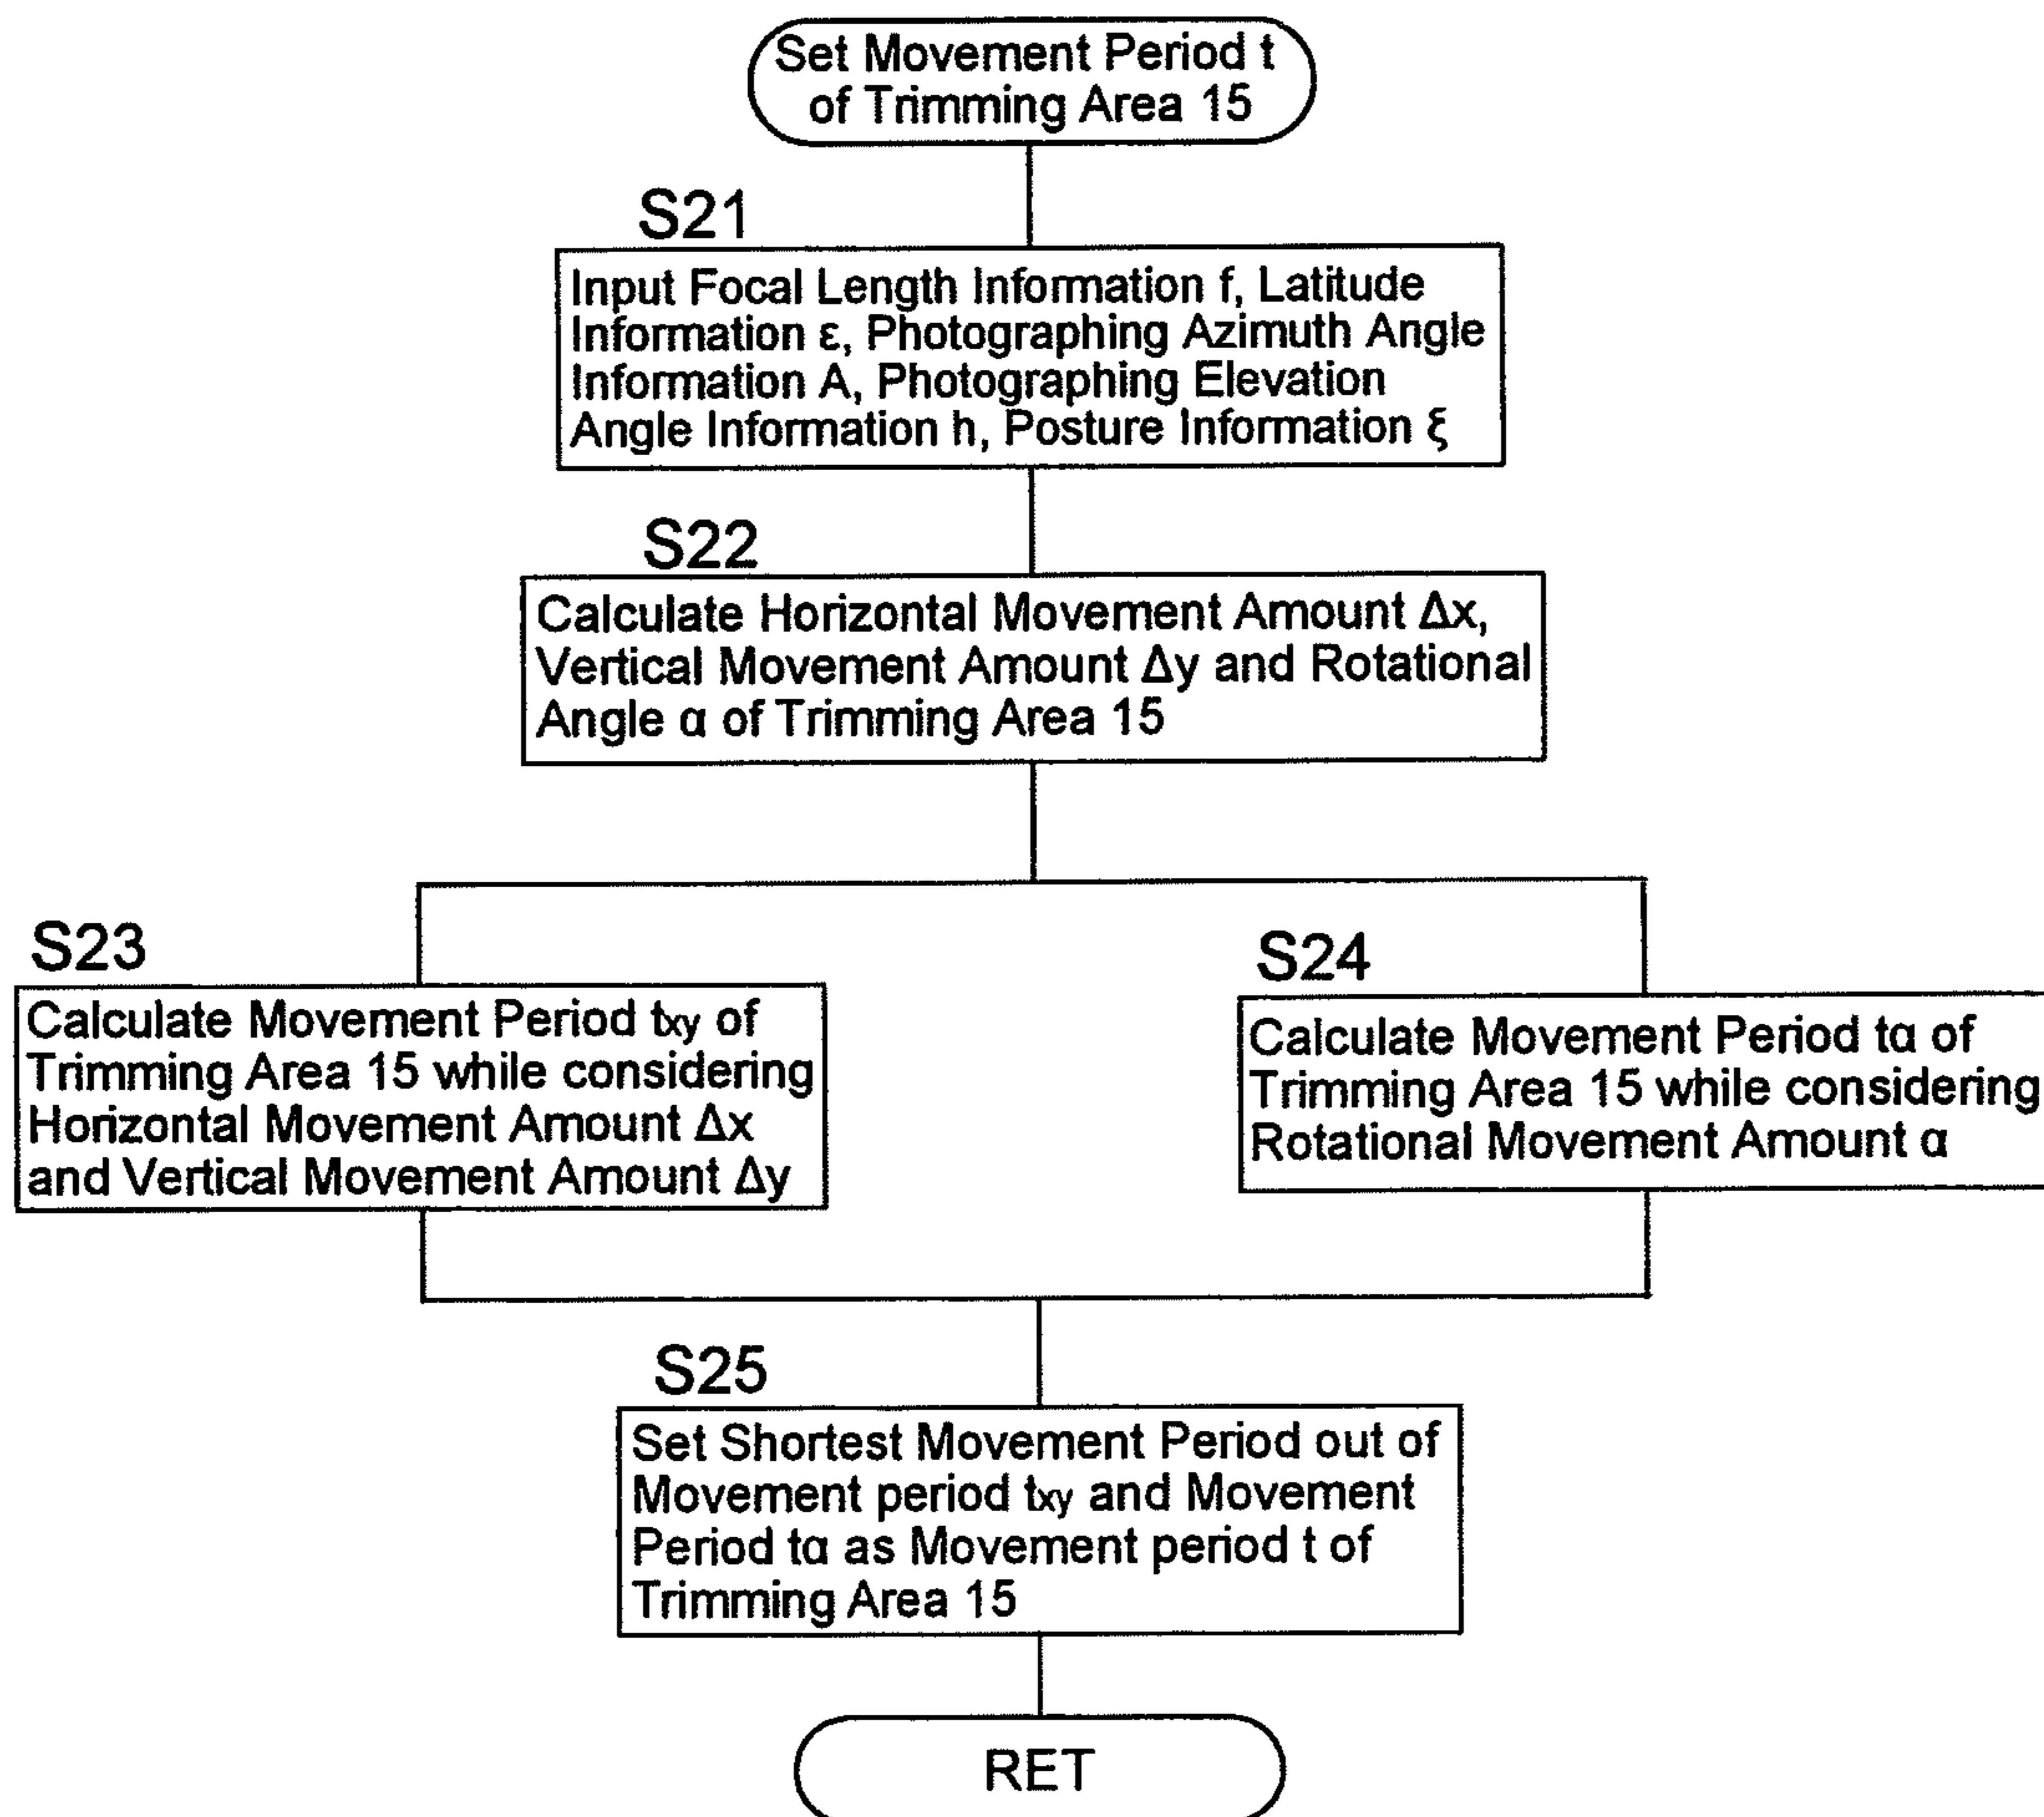 Set Movement Period t
of Trimming Area 15
S21
Input Focal Length Information f, Latitude
Information ε, Photographing Azimuth Angle
Information A, Photographing Elevation
Angle Information h, Posture Information ξ
S22
Calculate Horizontal Movement Amount Δx,
Vertical Movement Amount Δy and Rotational
Angle α of Trimming Area 15
S23
Calculate Movement Period txy of
Trimming Area 15 while considering
Horizontal Movement Amount Δx
and Vertical Movement Amount Δy
S24
Calculate Movement Period tα of
Trimming Area 15 while considering
Rotational Movement Amount α
S25
Set Shortest Movement Period out of
Movement period txy and Movement
Period tα as Movement period t of
Trimming Area 15
RET